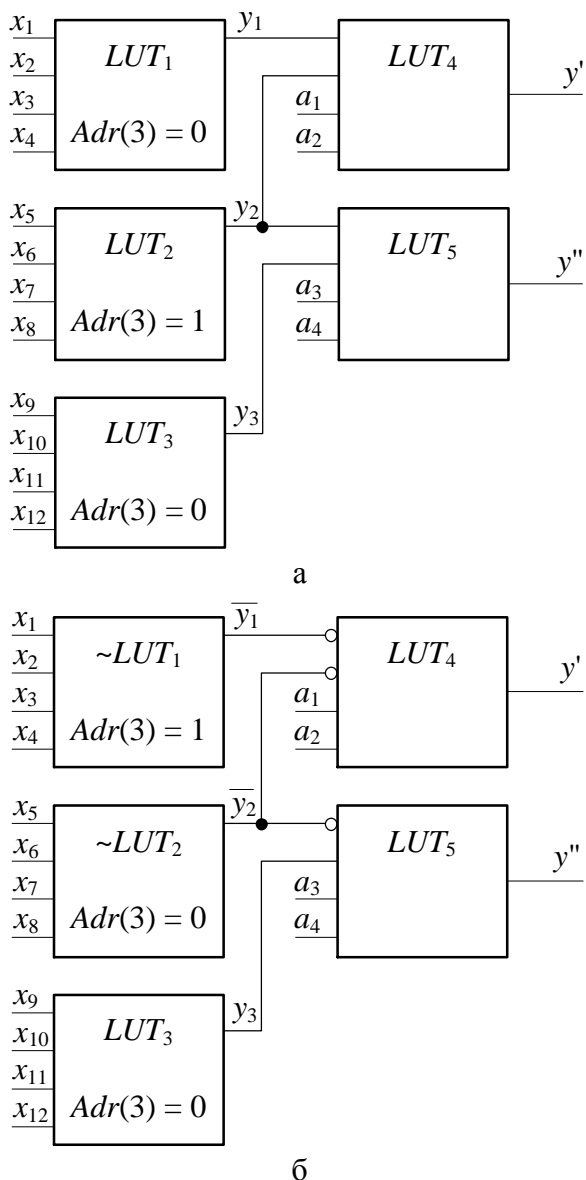 x₁ y₁
x₂ LUT₁ LUT₄ y'
x₃ a₁
x₄ Adr(3) = 0 a₂
x₅ y₂
x₆ LUT₂ LUT₅ y"
x₇ a₃
x₈ Adr(3) = 1 a₄
x₉ y₃
x₁₀ LUT₃
x₁₁
x₁₂ Adr(3) = 0
а
x₁ y̅₁
x₂ ~LUT₁ LUT₄ y'
x₃ a₁
x₄ Adr(3) = 1 a₂
x₅ y̅₂
x₆ ~LUT₂ LUT₅ y"
x₇ a₃
x₈ Adr(3) = 0 a₄
x₉ y₃
x₁₀ LUT₃
x₁₁
x₁₂ Adr(3) = 0
б